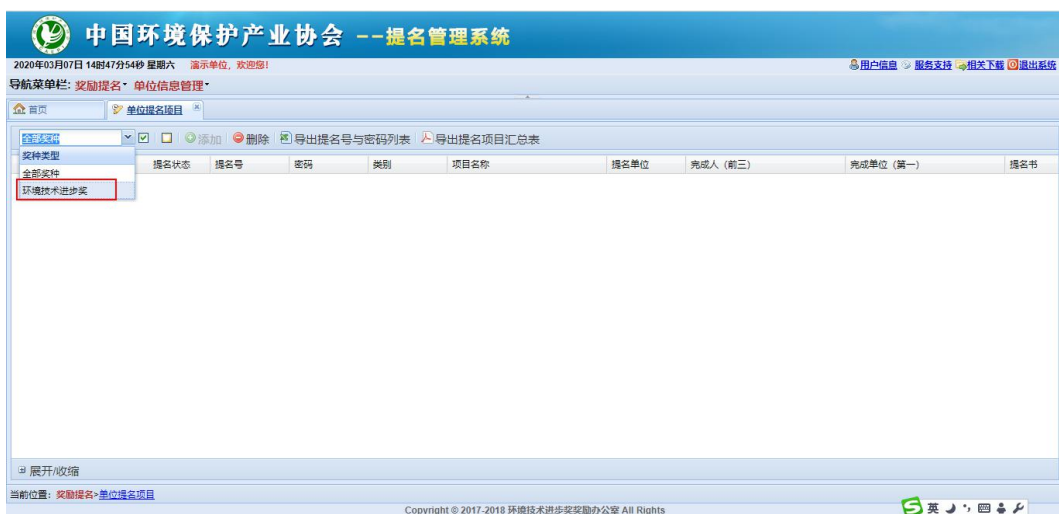 中国环境保护产业协会 --提名管理系统
2020年03月07日 14时47分54秒 星期六 演示单位, 欢迎您! 用户信息 服务支持 相关下载 退出系统
导航菜单栏: 奖励提名 单位信息管理
首页 单位提名项目
全部奖种 添加 删除 导出提名号与密码列表 导出提名项目汇总表
奖种类型 提名状态 提名号 密码 类别 项目名称 提名单位 完成人（前三） 完成单位（第一） 提名书
全部奖种
环境技术进步奖
展开/收缩
当前位置: 奖励提名>单位提名项目
Copyright © 2017-2018 环境技术进步奖奖励办公室 All Rights
英